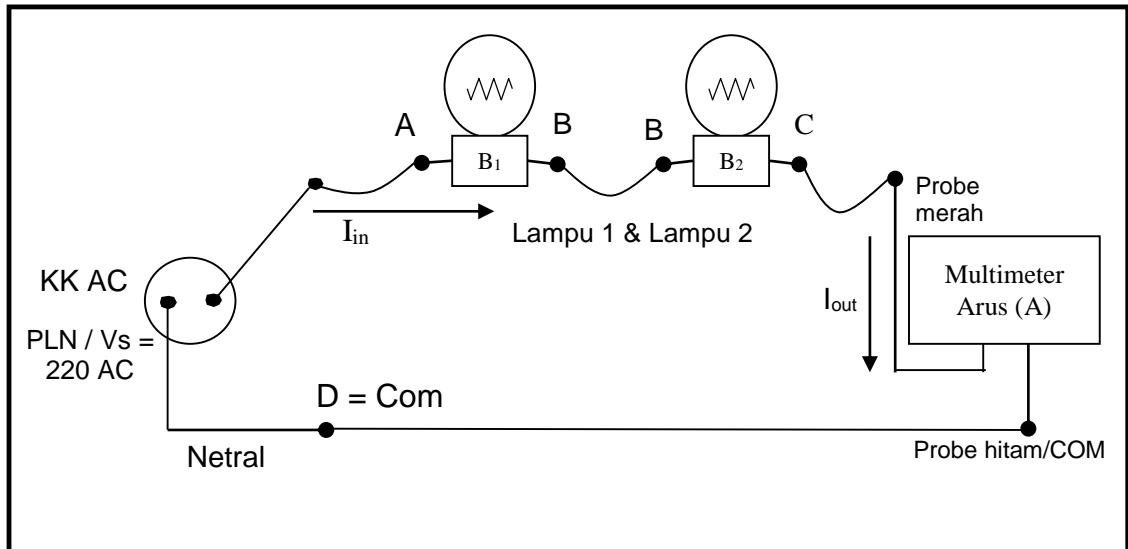 A
B
B
C
B1
B2
Probe
merah
Iin
Lampu 1 & Lampu 2
KK AC
Multimeter
Arus (A)
Iout
PLN / Vs =
220 AC
D = Com
Netral
Probe hitam/COM